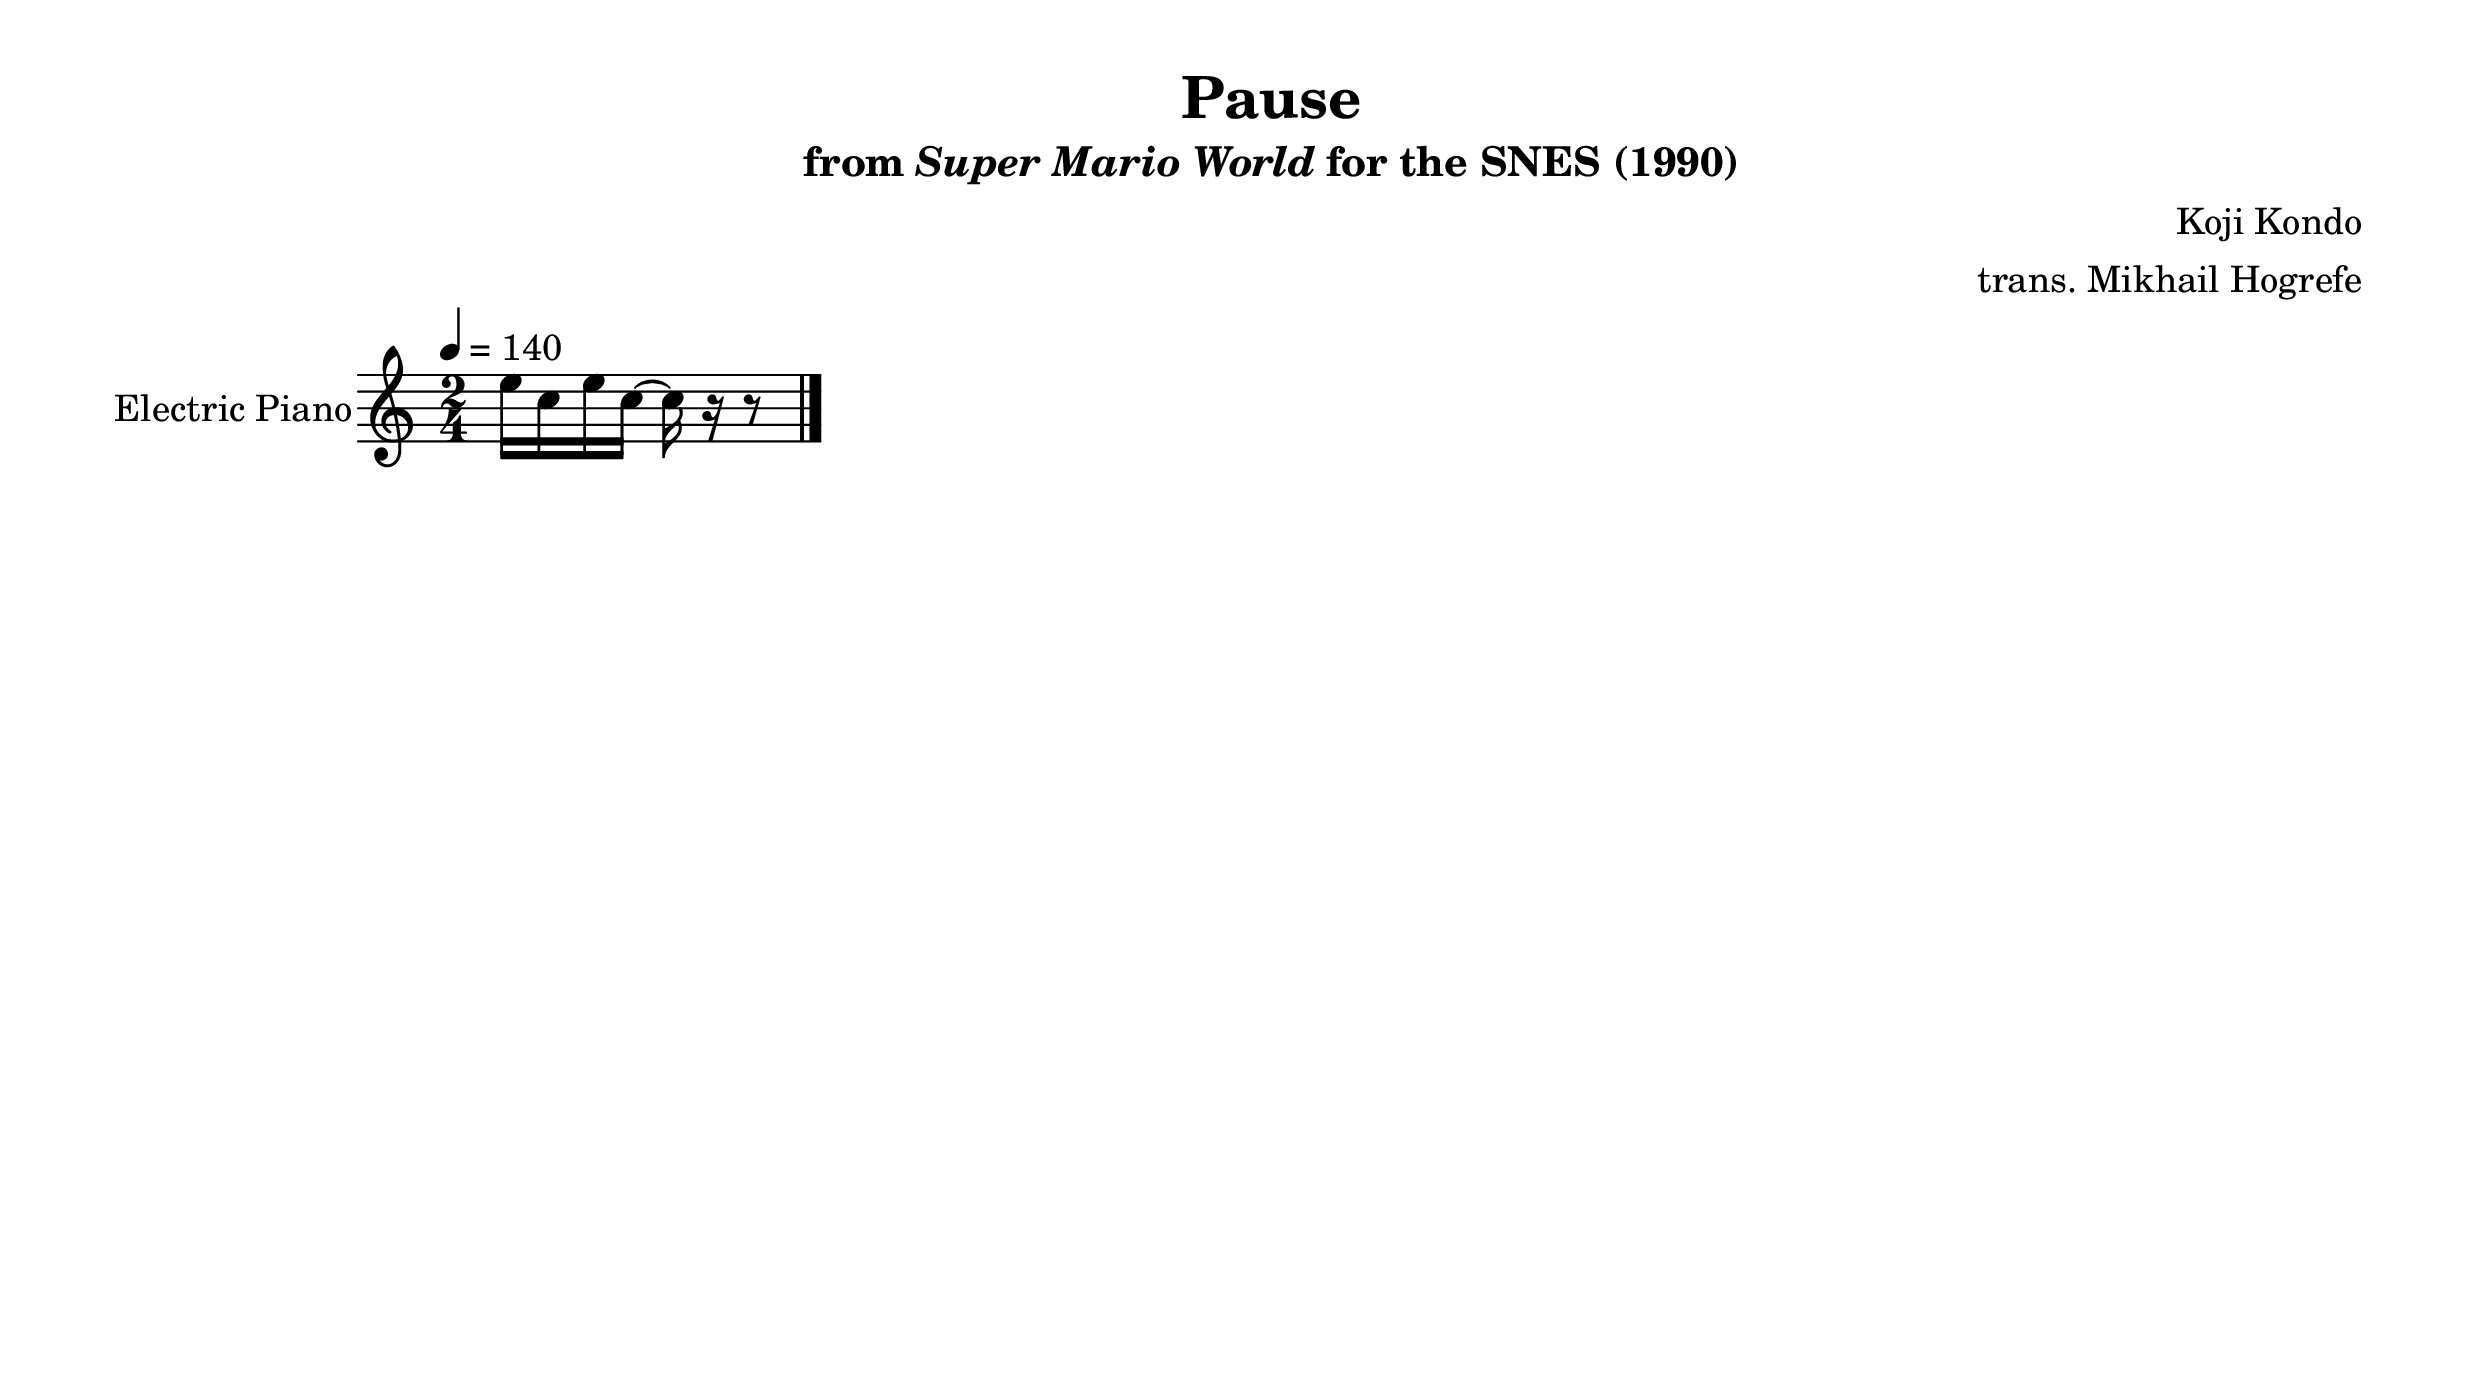 Pause
from Super Mario World for the SNES (1990)
Koji Kondo
trans. Mikhail Hogrefe
= 140
Electric Piano
2
4